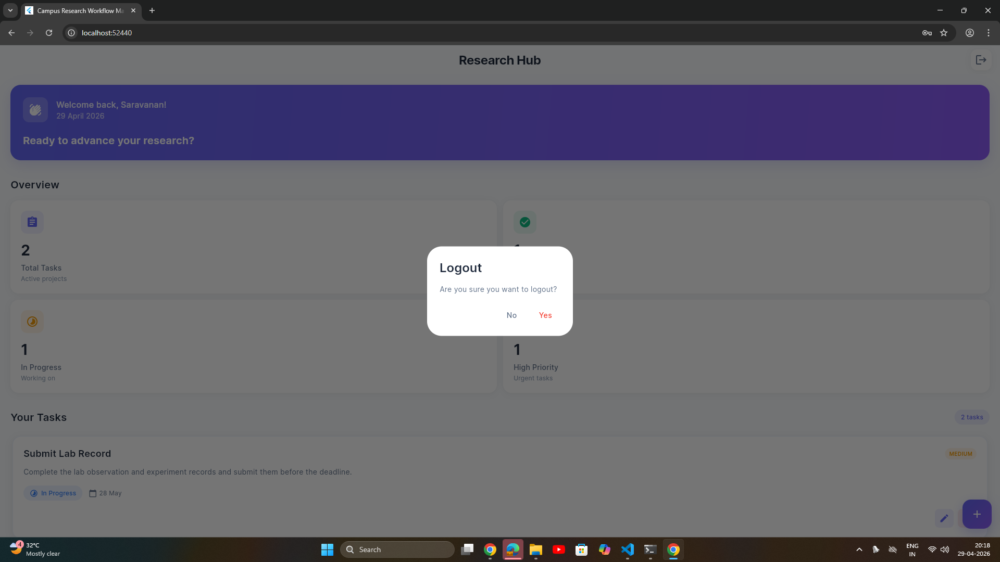 Campus Research Workflow Ma
localhost:52440
Research Hub
Welcome back, Saravanan!
29 April 2026
Ready to advance your research?
Overview
2
Total Tasks
Active projects
Logout
Are you sure you want to logout?
No
Yes
1
In Progress
Working on
1
High Priority
Urgent tasks
Your Tasks
2 tasks
Submit Lab Record
MEDIUM
Complete the lab observation and experiment records and submit them before the deadline.
In Progress
28 May
4
32°C
Mostly clear
Search
ENG
IN
20:18
29-04-2026